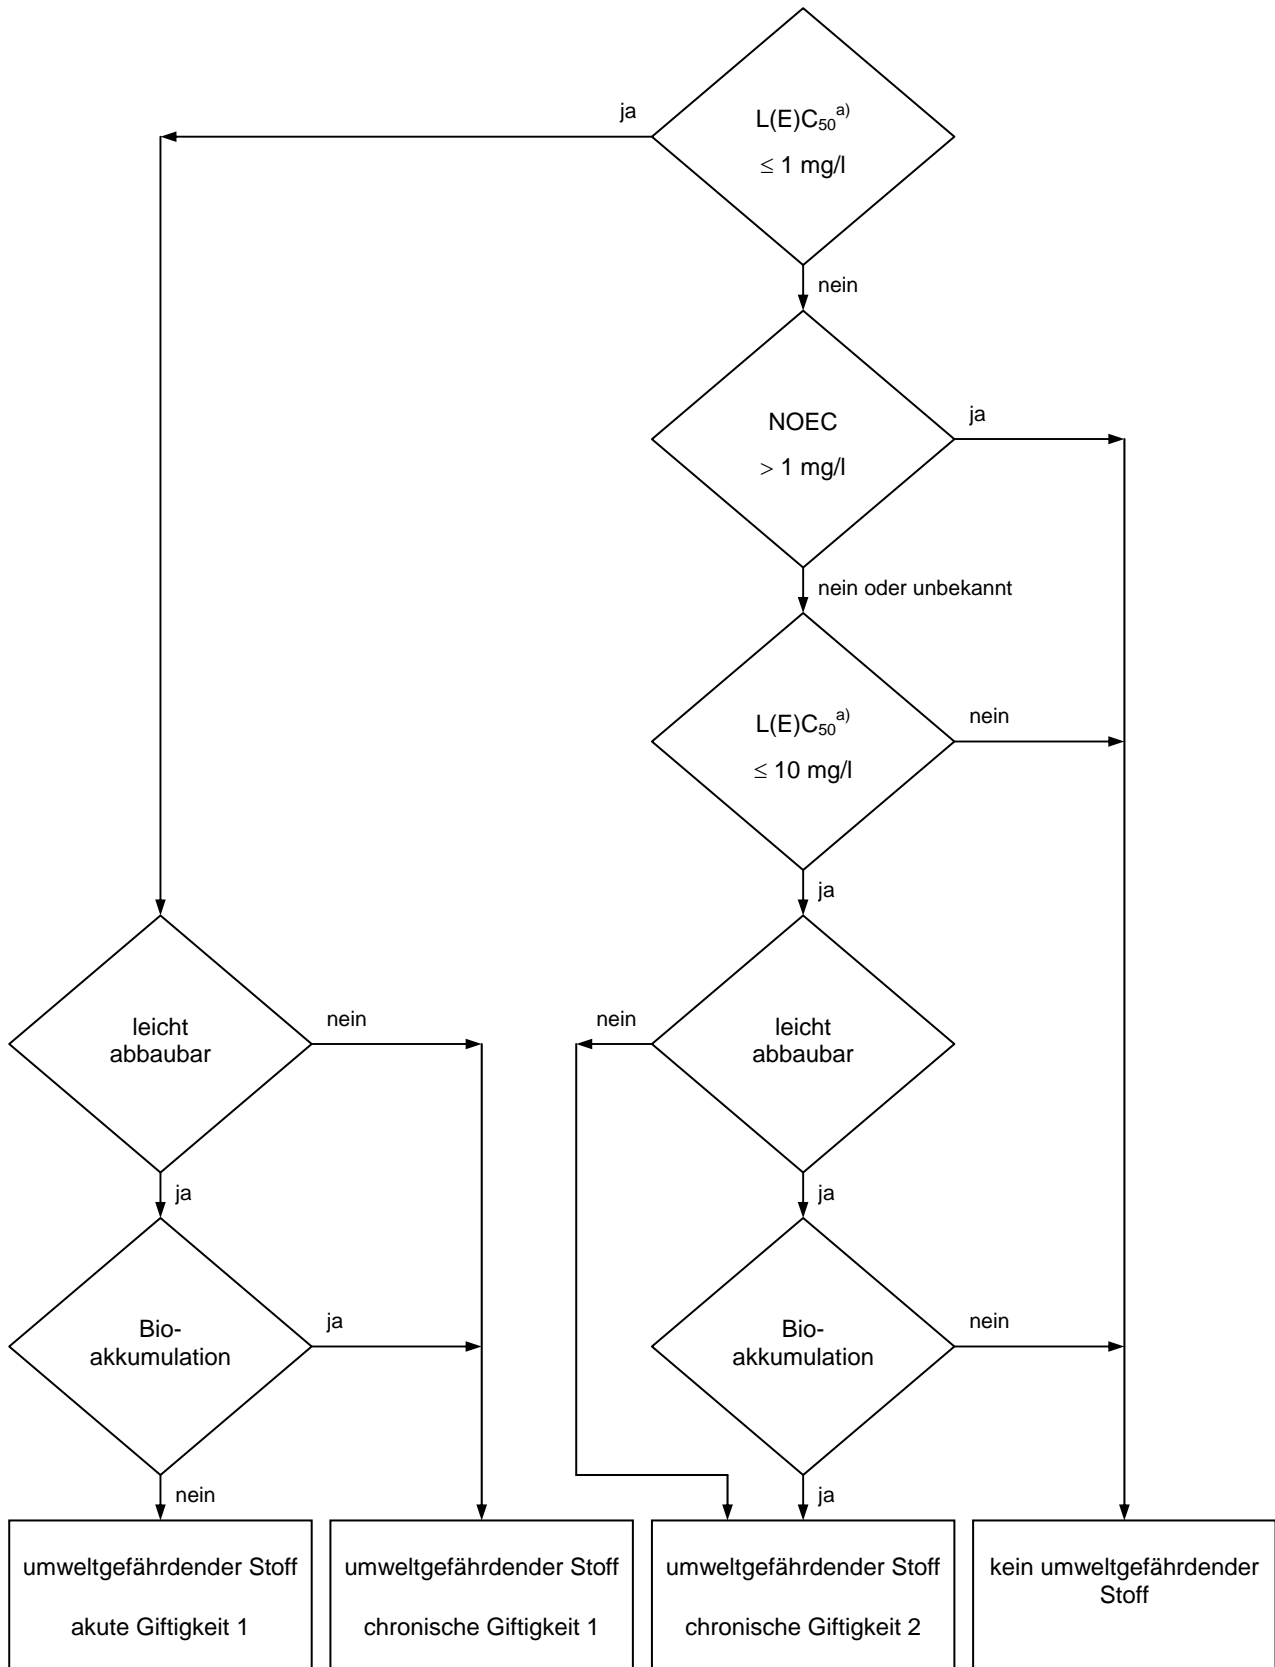 ja
L(E)C₅₀ᵃ⁾
≤ 1 mg/l
nein
NOEC
> 1 mg/l
ja
nein oder unbekannt
L(E)C₅₀ᵃ⁾
≤ 10 mg/l
nein
ja
leicht
abbaubar
nein
nein
leicht
abbaubar
ja
ja
Bio-
akkumulation
ja
Bio-
akkumulation
nein
nein
ja
umweltgefährdender Stoff
akute Giftigkeit 1
umweltgefährdender Stoff
chronische Giftigkeit 1
umweltgefährdender Stoff
chronische Giftigkeit 2
kein umweltgefährdender
Stoff